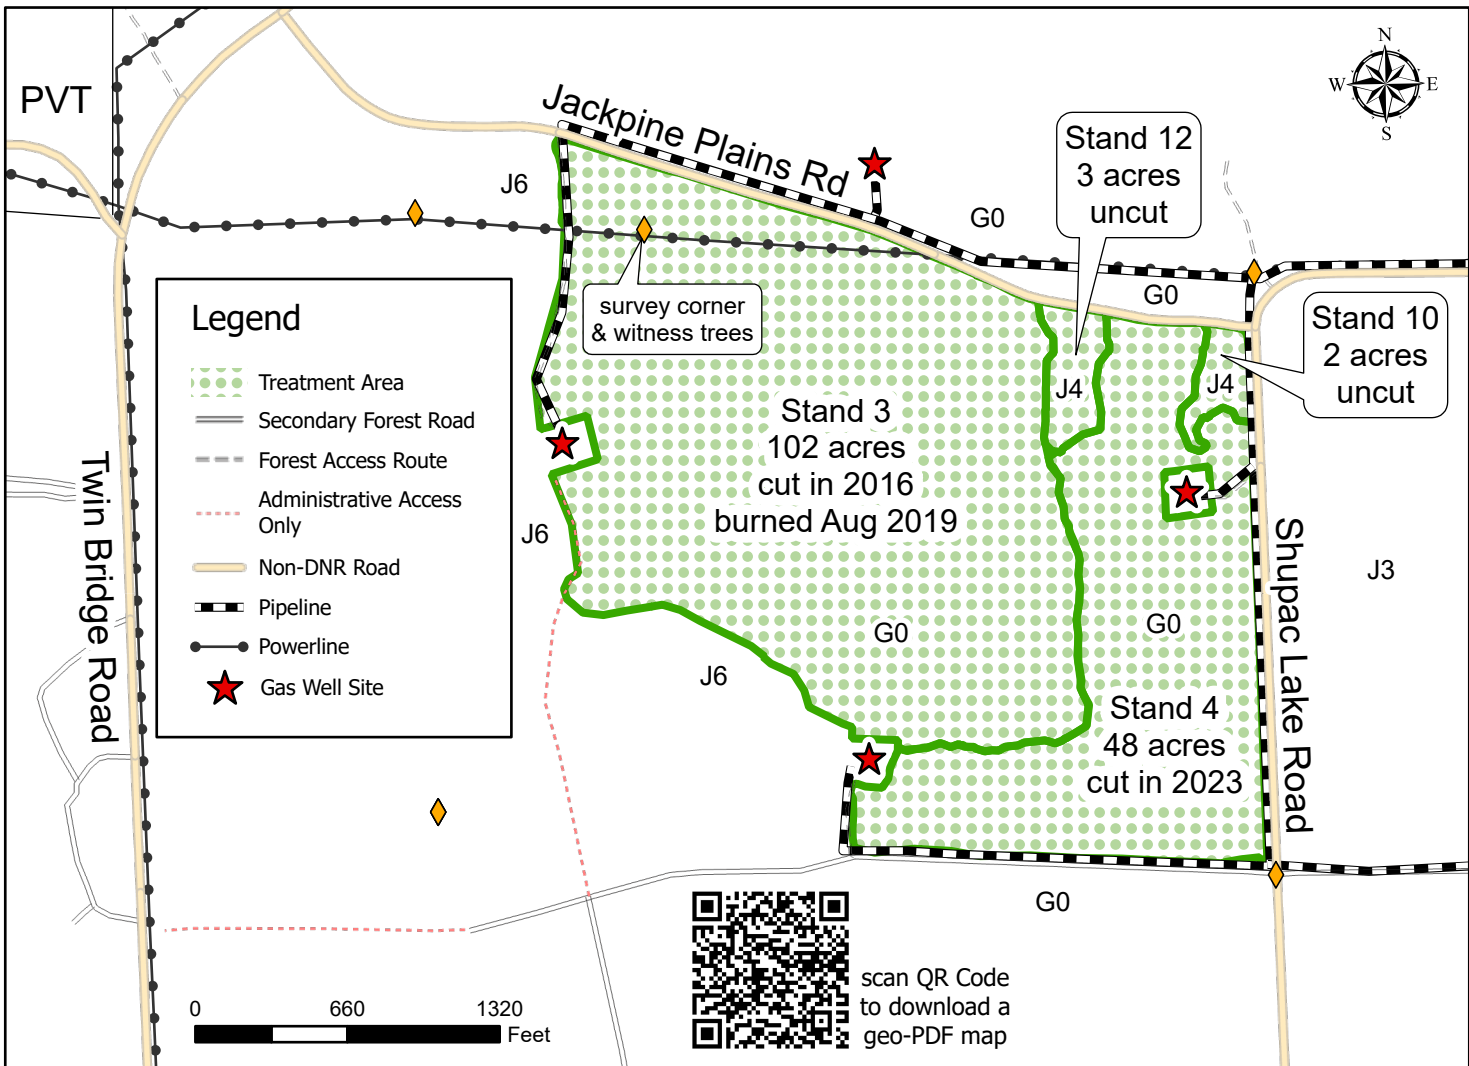 PVT
N
W
E
S
Jackpine Plains Rd
Stand 12
3 acres
uncut
J6
G0
G0
survey corner
& witness trees
Stand 10
2 acres
uncut
Legend
Treatment Area
Secondary Forest Road
Forest Access Route
Administrative Access
Only
Non-DNR Road
Pipeline
Powerline
Gas Well Site
J4
J4
Stand 3
102 acres
cut in 2016
burned Aug 2019
Twin Bridge Road
Shupac Lake Road
J6
J3
G0
G0
J6
Stand 4
48 acres
cut in 2023
G0
scan QR Code
to download a
geo-PDF map
0
660
1320
Feet